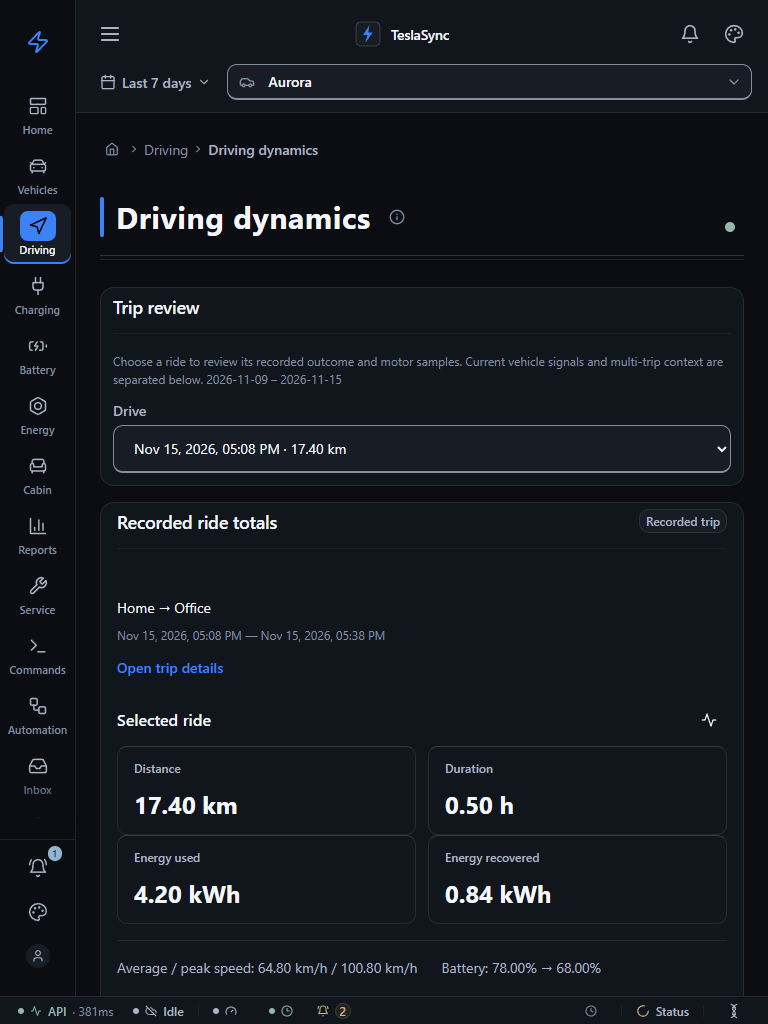 TeslaSync
Last 7 days
Aurora
Home
Vehicles
Driving
Charging
Battery
Energy
Cabin
Reports
Service
Commands
Automation
Inbox
1
Driving
Driving dynamics
Driving dynamics
Trip review
Choose a ride to review its recorded outcome and motor samples. Current vehicle signals and multi-trip context are
separated below. 2026-11-09 – 2026-11-15
Drive
Nov 15, 2026, 05:08 PM · 17.40 km
Recorded ride totals
Recorded trip
Home → Office
Nov 15, 2026, 05:08 PM — Nov 15, 2026, 05:38 PM
Open trip details
Selected ride
Distance
17.40 km
Duration
0.50 h
Energy used
4.20 kWh
Energy recovered
0.84 kWh
Average / peak speed: 64.80 km/h / 100.80 km/h
Battery: 78.00% → 68.00%
API · 381ms
Idle
2
Status